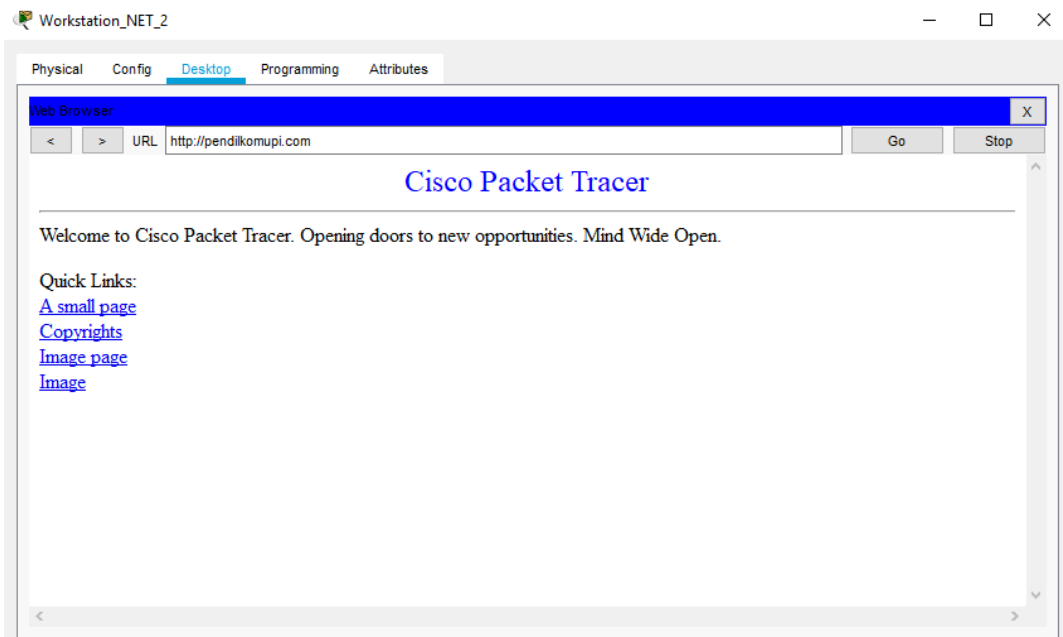 Workstation_NET_2
Physical Config Desktop Programming Attributes
Web Browser X
< > URL http://pendilkomupi.com Go Stop
Cisco Packet Tracer
Welcome to Cisco Packet Tracer. Opening doors to new opportunities. Mind Wide Open.
Quick Links:
A small page
Copyrights
Image page
Image